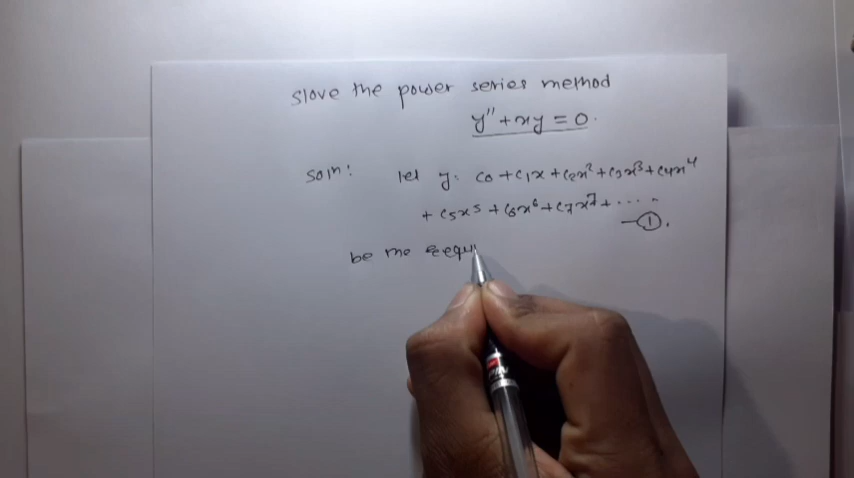 slove the power series method
y'' + xy = 0.
soln: let y = c0 + c1x + c2x² + c3x³ + c4x⁴
+ c5x⁵ + c6x⁶ + c7x⁷ + .....
—①.
be the